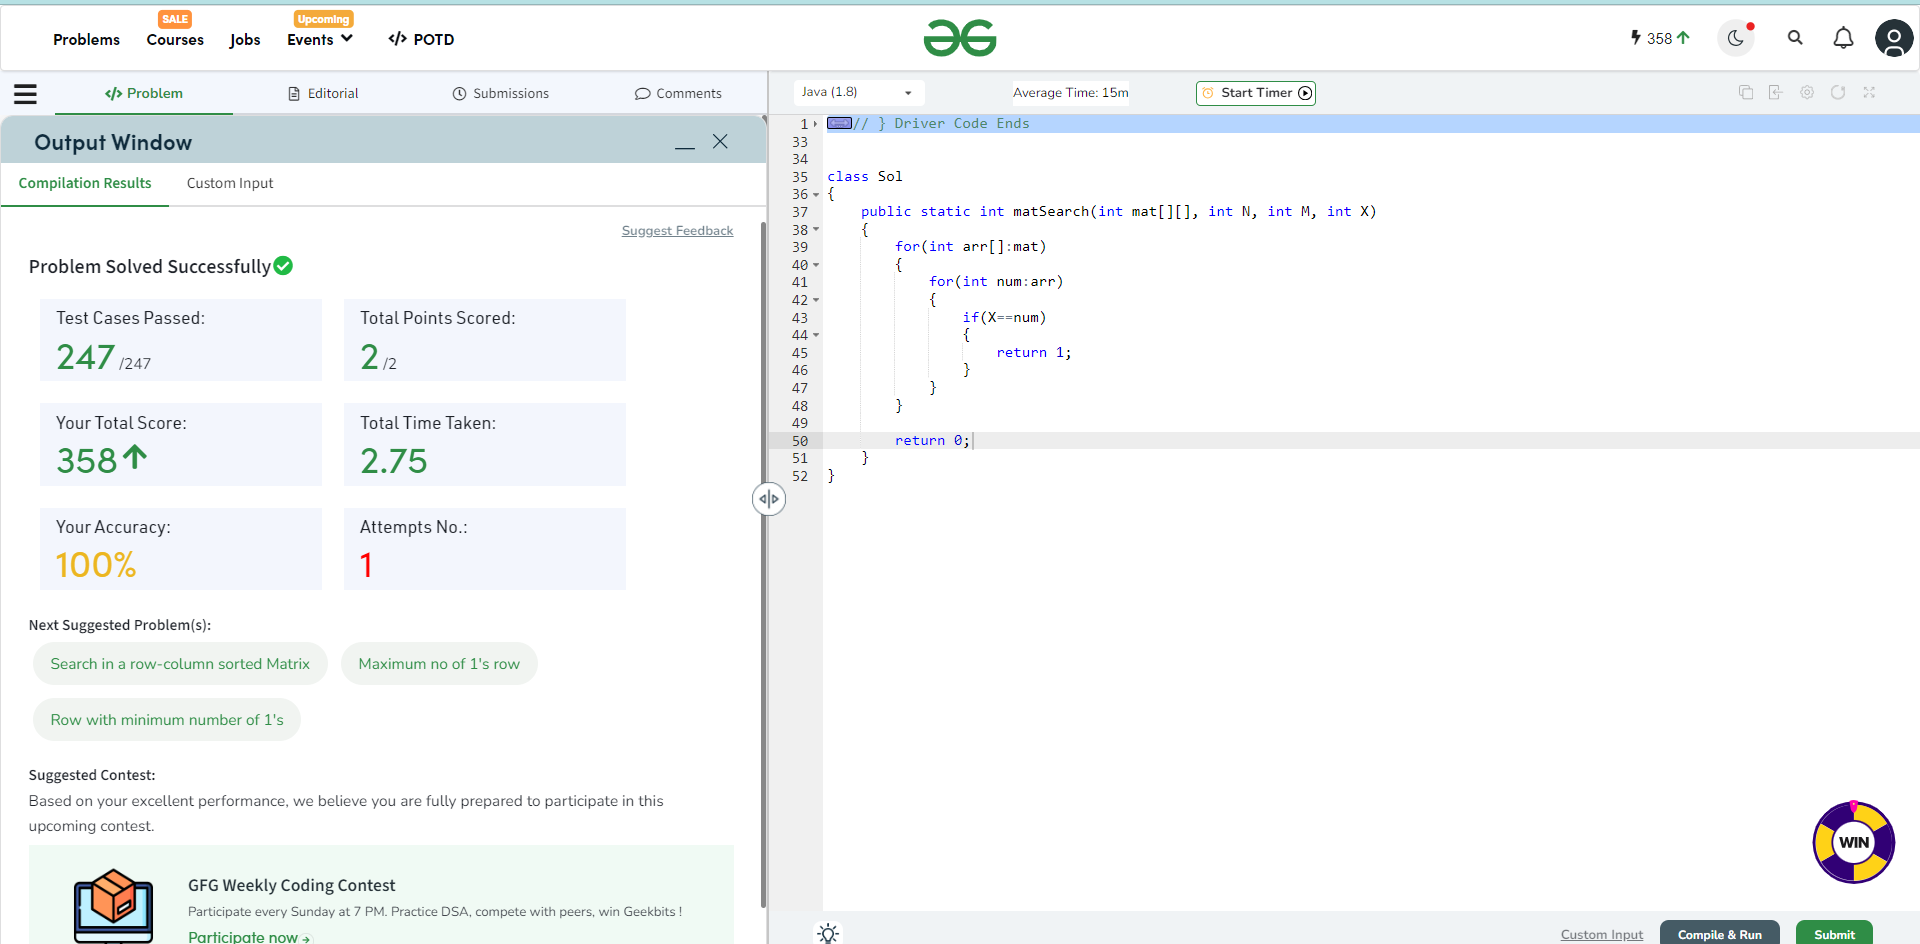 SALE Upcoming
Problems Courses Jobs Events </> POTD
358
</> Problem Editorial Submissions Comments
Java (1.8) Average Time: 15m Start Timer
Output Window
Compilation Results Custom Input
Suggest Feedback
Problem Solved Successfully
Test Cases Passed:
247 /247
Total Points Scored:
2 /2
Your Total Score:
358
Total Time Taken:
2.75
Your Accuracy:
100%
Attempts No.:
1
Next Suggested Problem(s):
Search in a row-column sorted Matrix Maximum no of 1's row
Row with minimum number of 1's
Suggested Contest:
Based on your excellent performance, we believe you are fully prepared to participate in this
upcoming contest.
GFG Weekly Coding Contest
Participate every Sunday at 7 PM. Practice DSA, compete with peers, win Geekbits !
Participate now
1 // } Driver Code Ends
33
34
35 class Sol
36 {
37 public static int matSearch(int mat[][], int N, int M, int X)
38 {
39 for(int arr[]:mat)
40 {
41 for(int num:arr)
42 {
43 if(X==num)
44 {
45 return 1;
46 }
47 }
48 }
49
50 return 0;
51 }
52 }
WIN
Custom Input Compile & Run Submit